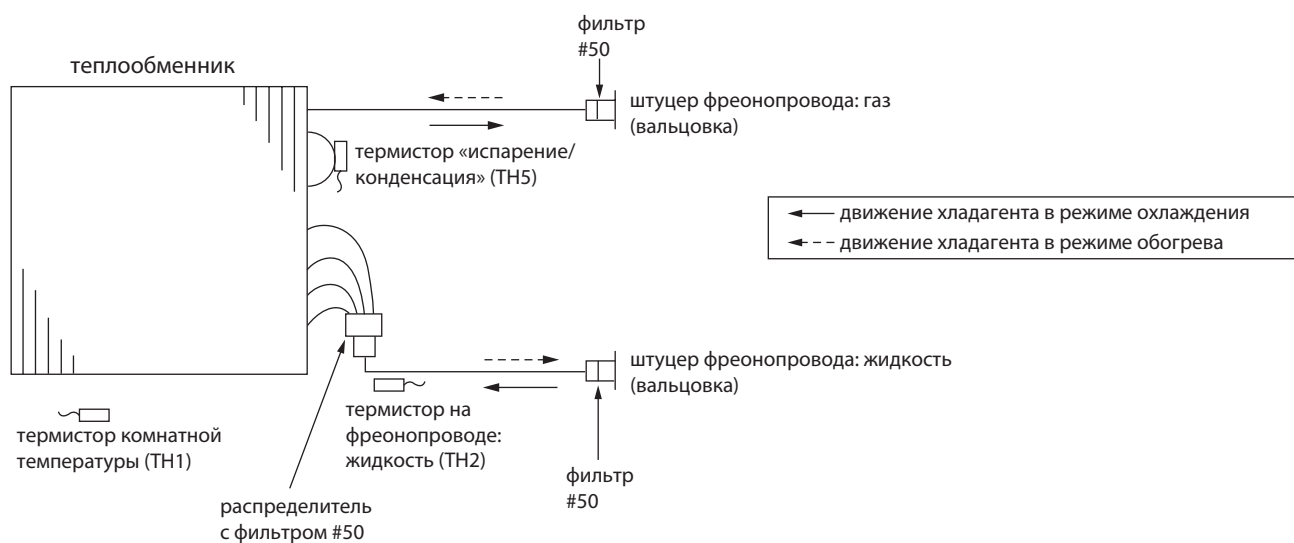 фильтр
#50
теплообменник
штуцер фреонопровода: газ
(вальцовка)
термистор «испарение/
конденсация» (TH5)
движение хладагента в режиме охлаждения
движение хладагента в режиме обогрева
штуцер фреонопровода: жидкость
(вальцовка)
термистор комнатной
температуры (TH1)
термистор на
фреонопроводе:
жидкость (TH2)
фильтр
#50
распределитель
с фильтром #50